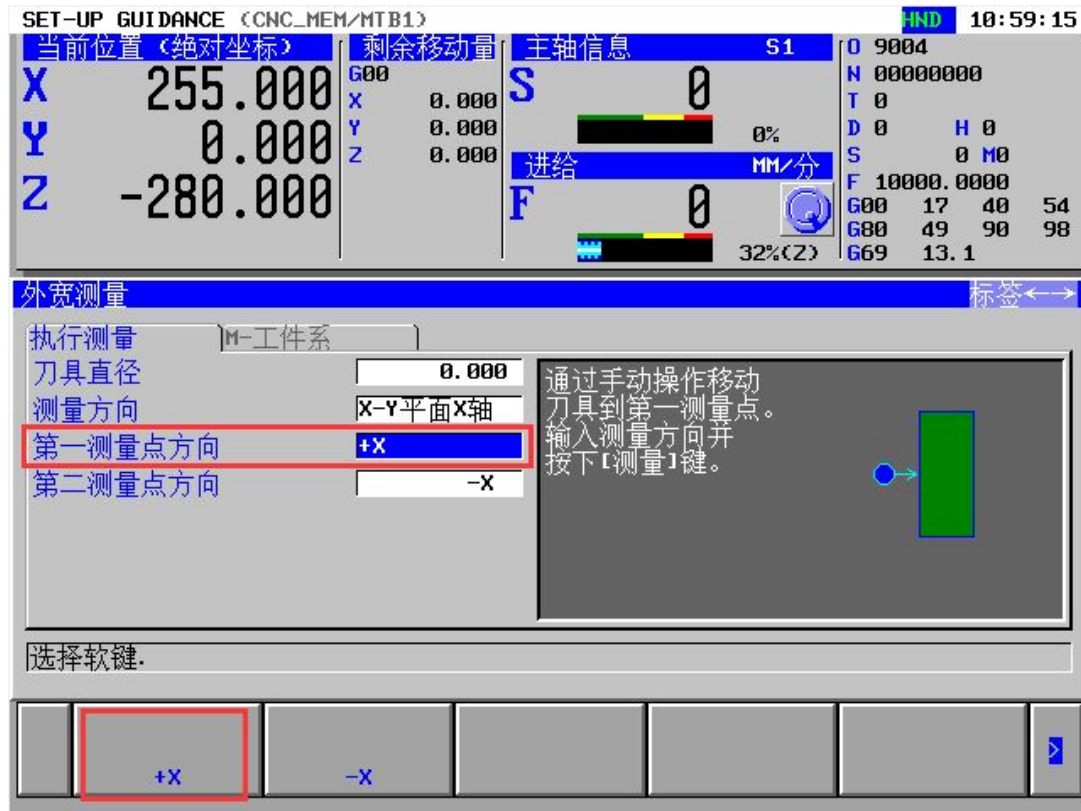 SET-UP GUIDANCE (CNC_MEM/MTB1) HND 10:59:15
当前位置(绝对坐标) 剩余移动量 主轴信息 S1 O 9004
X 255.000 G00 S 0 N 00000000
X 0.000 T 0
Y 0.000 Y 0.000 0% D 0 H 0
Z 0.000 进给 MM/分 S 0 M0
Z -280.000 F 0 F 10000.0000
G00 17 40 54
G80 49 90 98
32%(Z) G69 13.1
外宽测量 标签←→
执行测量 M-工件系
刀具直径 0.000
测量方向 X-Y平面X轴
第一测量点方向 +X
第二测量点方向 -X
通过手动操作移动
刀具到第一测量点。
输入测量方向并
按下[测量]键。
选择软键.
+X -X >